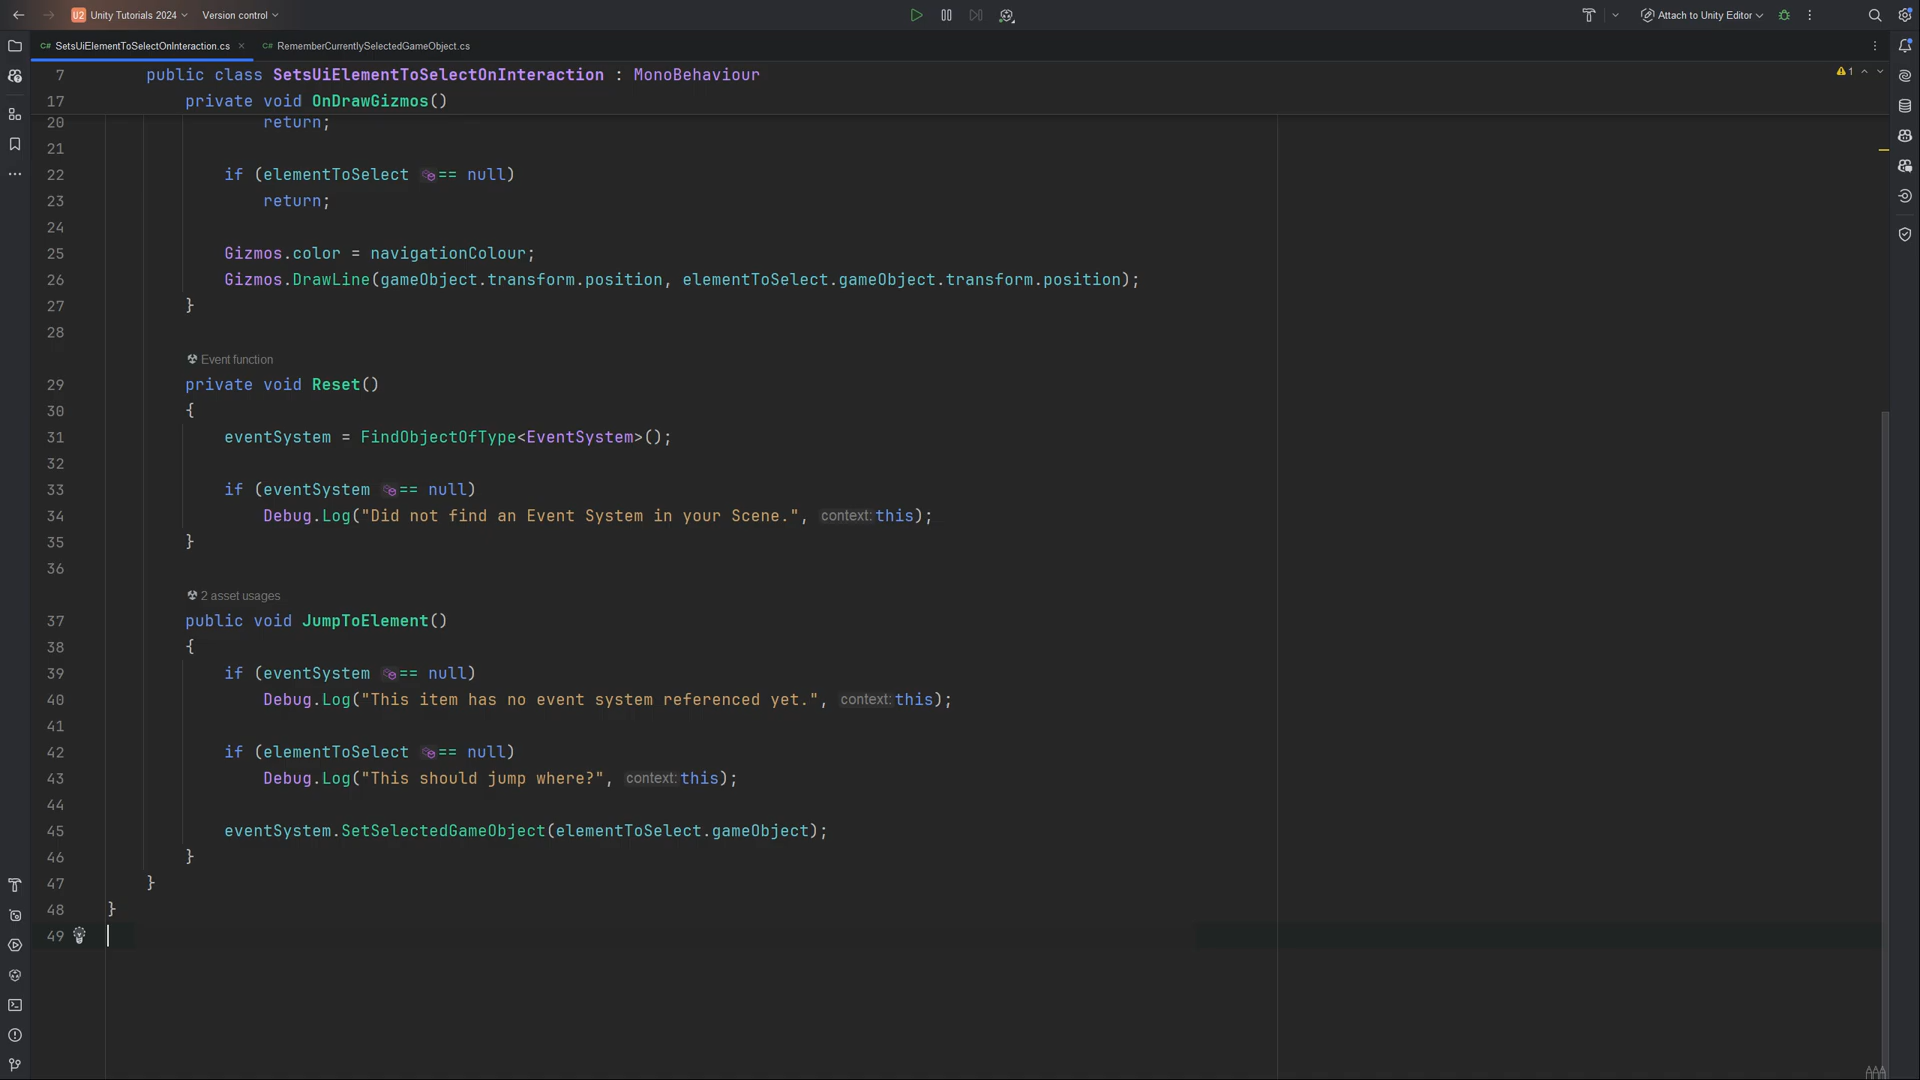 U2 Unity Tutorials 2024 Version control Attach to Unity Editor
C# SetsUiElementToSelectOnInteraction.cs C# RememberCurrentlySelectedGameObject.cs
7 public class SetsUiElementToSelectOnInteraction : MonoBehaviour 1
17 private void OnDrawGizmos()
20 return;
21
22 if (elementToSelect == null)
23 return;
24
25 Gizmos.color = navigationColour;
26 Gizmos.DrawLine(gameObject.transform.position, elementToSelect.gameObject.transform.position);
27 }
28
Event function
29 private void Reset()
30 {
31 eventSystem = FindObjectOfType<EventSystem>();
32
33 if (eventSystem == null)
34 Debug.Log("Did not find an Event System in your Scene.", context: this);
35 }
36
2 asset usages
37 public void JumpToElement()
38 {
39 if (eventSystem == null)
40 Debug.Log("This item has no event system referenced yet.", context: this);
41
42 if (elementToSelect == null)
43 Debug.Log("This should jump where?", context: this);
44
45 eventSystem.SetSelectedGameObject(elementToSelect.gameObject);
46 }
47 }
48 }
49